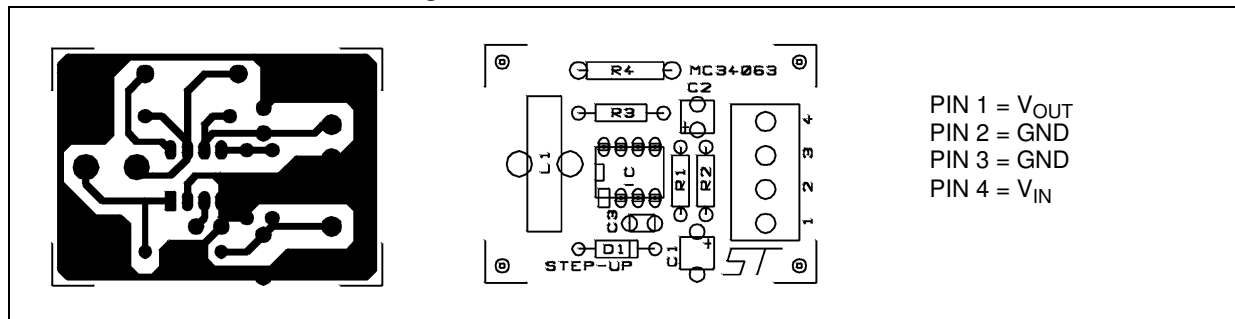 R4
MC34063
C2
R3
+
4
3
2
1
L1
IC
R1
R2
C3
D1
C1
+
STEP-UP
ST
PIN 1 = VOUT
PIN 2 = GND
PIN 3 = GND
PIN 4 = VIN